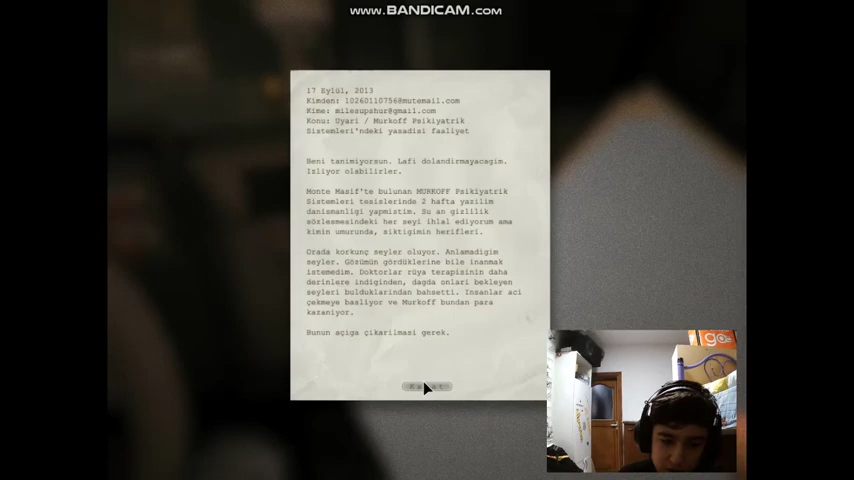 www.BANDICAM.com
17 Eylül, 2013
Kimden: 10260110756@mutemail.com
Kime: milesupshur@gmail.com
Konu: Uyari / Murkoff Psikiyatrik
Sistemleri'ndeki yasadisi faaliyet
Beni tanimiyorsun. Lafi dolandirmayacagim.
Izliyor olabilirler.
Monte Masif'te bulunan MURKOFF Psikiyatrik
Sistemleri tesislerinde 2 hafta yazilim
danismanligi yapmistim. Su an gizlilik
sözlesmesindeki her seyi ihlal ediyorum ama
kimin umurunda, siktigimin herifleri.
Orada korkunç seyler oluyor. Anlamadigim
seyler. Gözümün gördüklerine bile inanmak
istemedim. Doktorlar rüya terapisinin daha
derinlere indiginden, dagda onlari bekleyen
seyleri bulduklarindan bahsetti. Insanlar aci
çekmeye basliyor ve Murkoff bundan para
kazaniyor.
Bunun açiga çikarilmasi gerek.
go